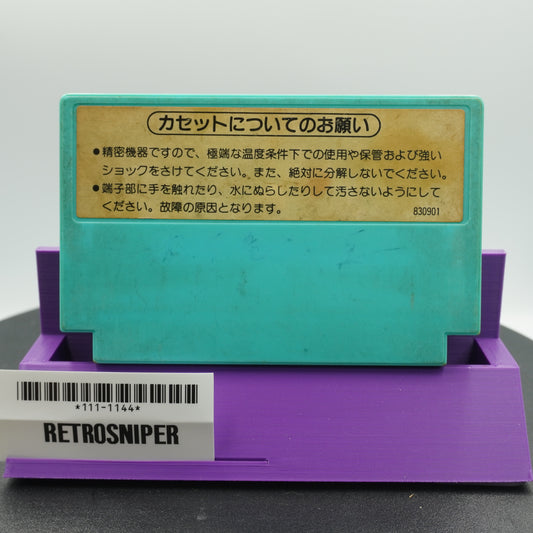 カセットについてのお願い
●精密機器ですので、極端な温度条件下での使用や保管および強い
ショックをさけてください。また、絶対に分解しないでください。
●端子部に手を触れたり、水にぬらしたりして汚さないようにして
ください。故障の原因となります。
830901
*111-1144*
RETROSNIPER